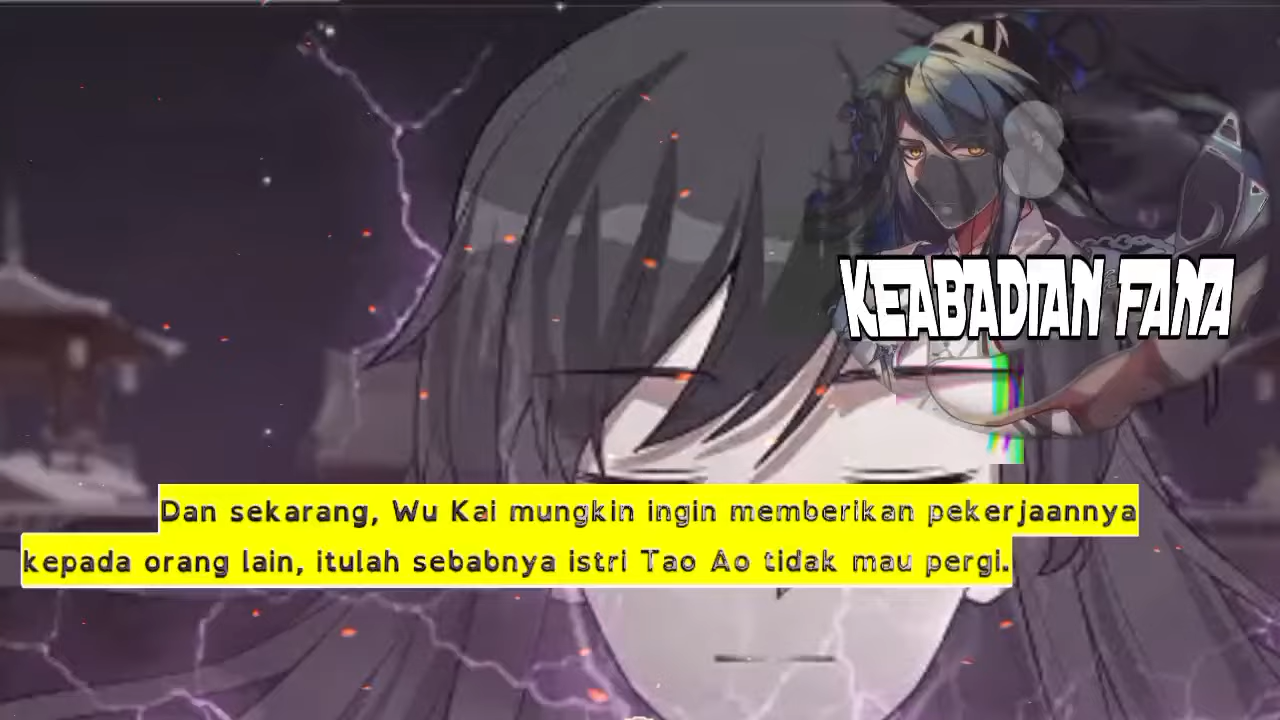 KEABADIAN FANA
Dan sekarang, Wu Kai mungkin ingin memberikan pekerjaannya
kepada orang lain, itulah sebabnya istri Tao Ao tidak mau pergi.